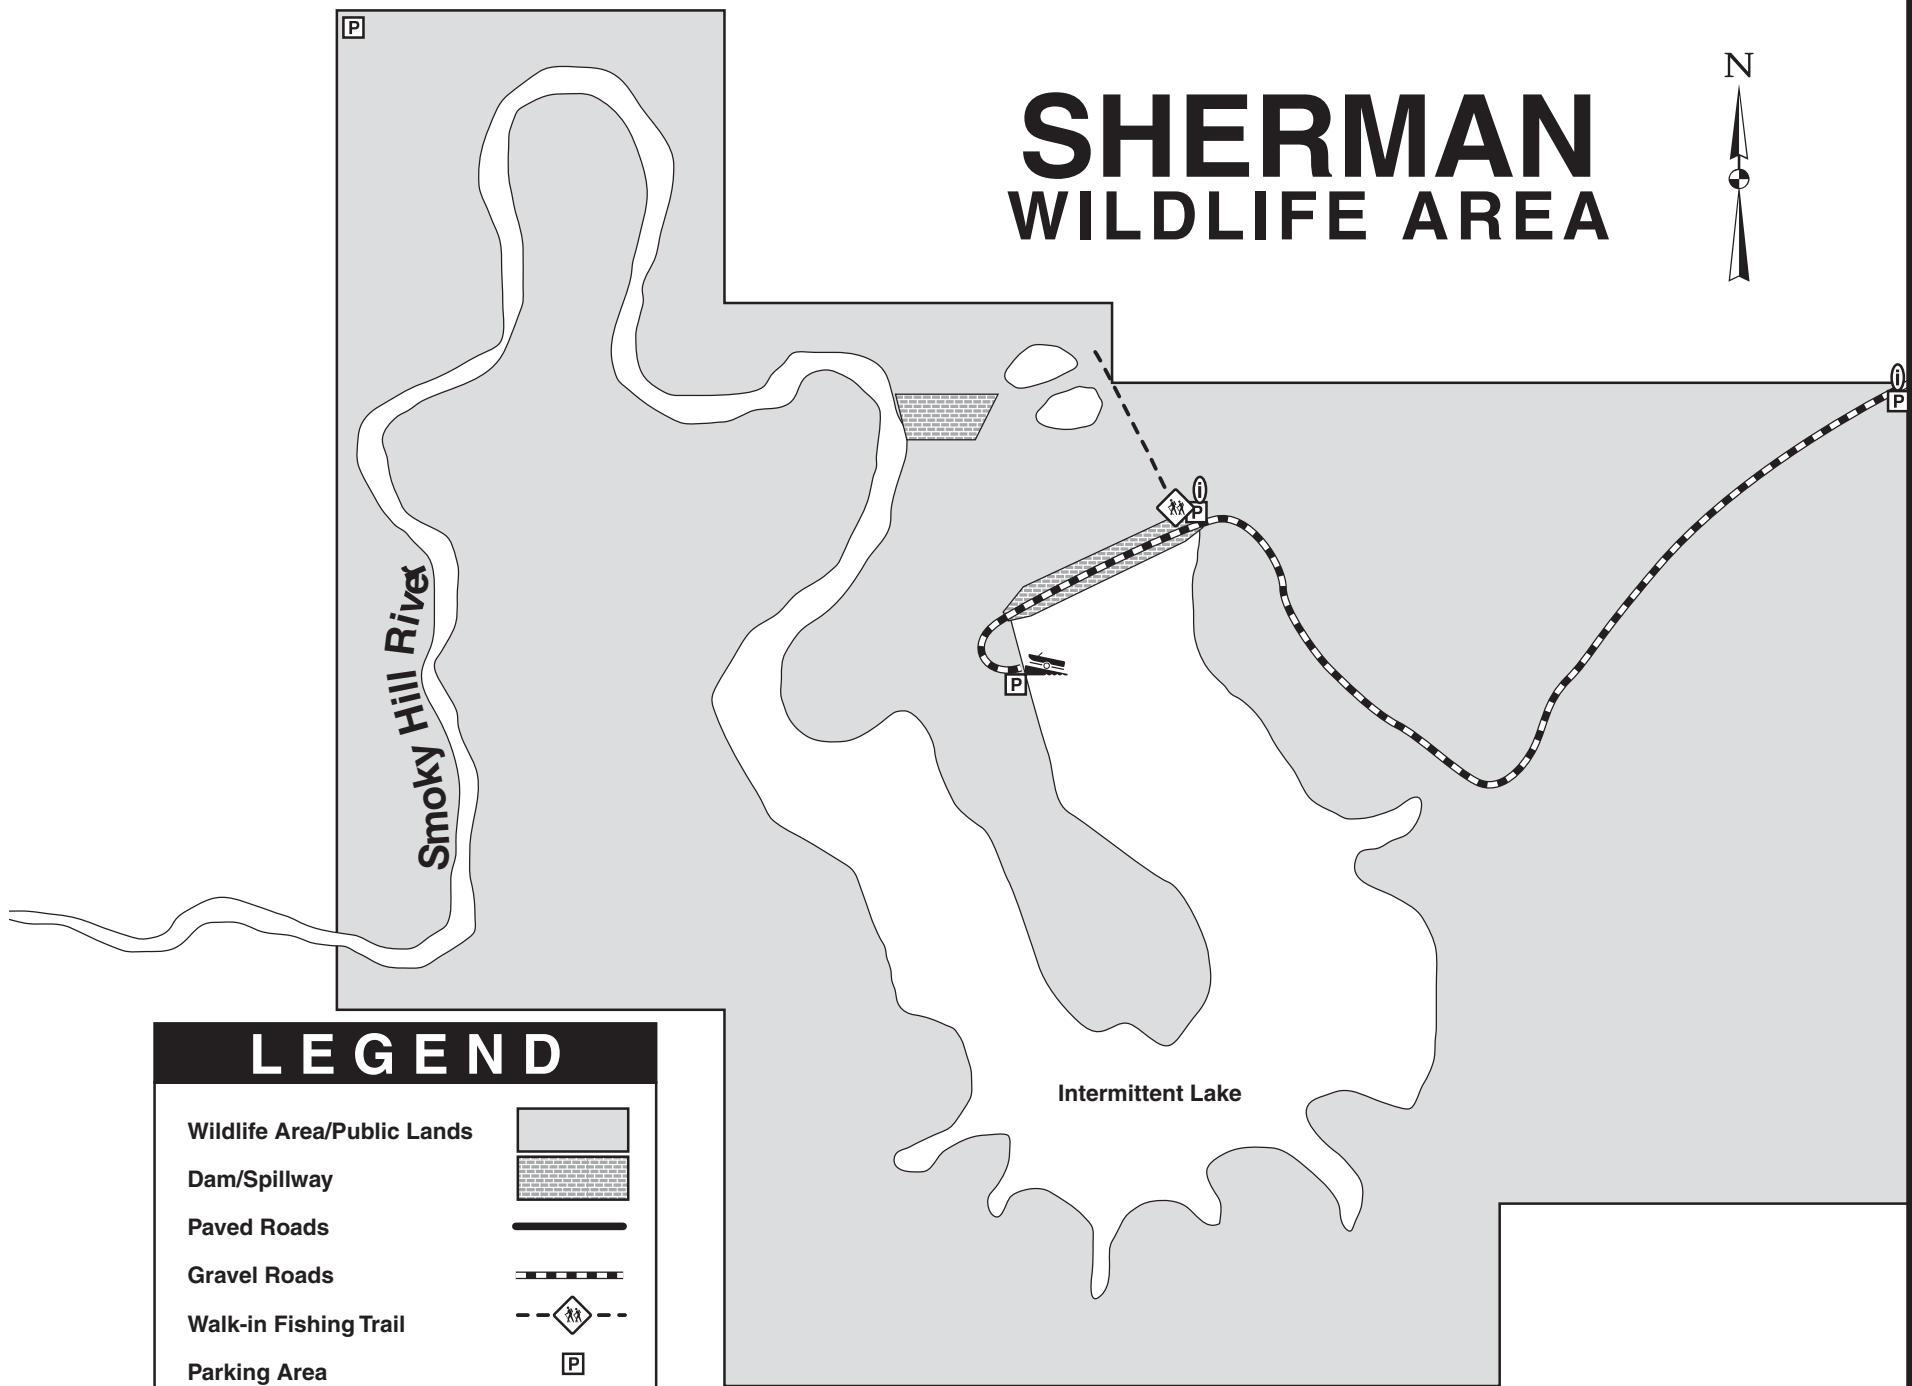 P
N
SHERMAN
WILDLIFE AREA
i
P
i
P
P
Smoky Hill River
Intermittent Lake
LEGEND
Wildlife Area/Public Lands
Dam/Spillway
Paved Roads
Gravel Roads
Walk-in Fishing Trail
Parking Area
P